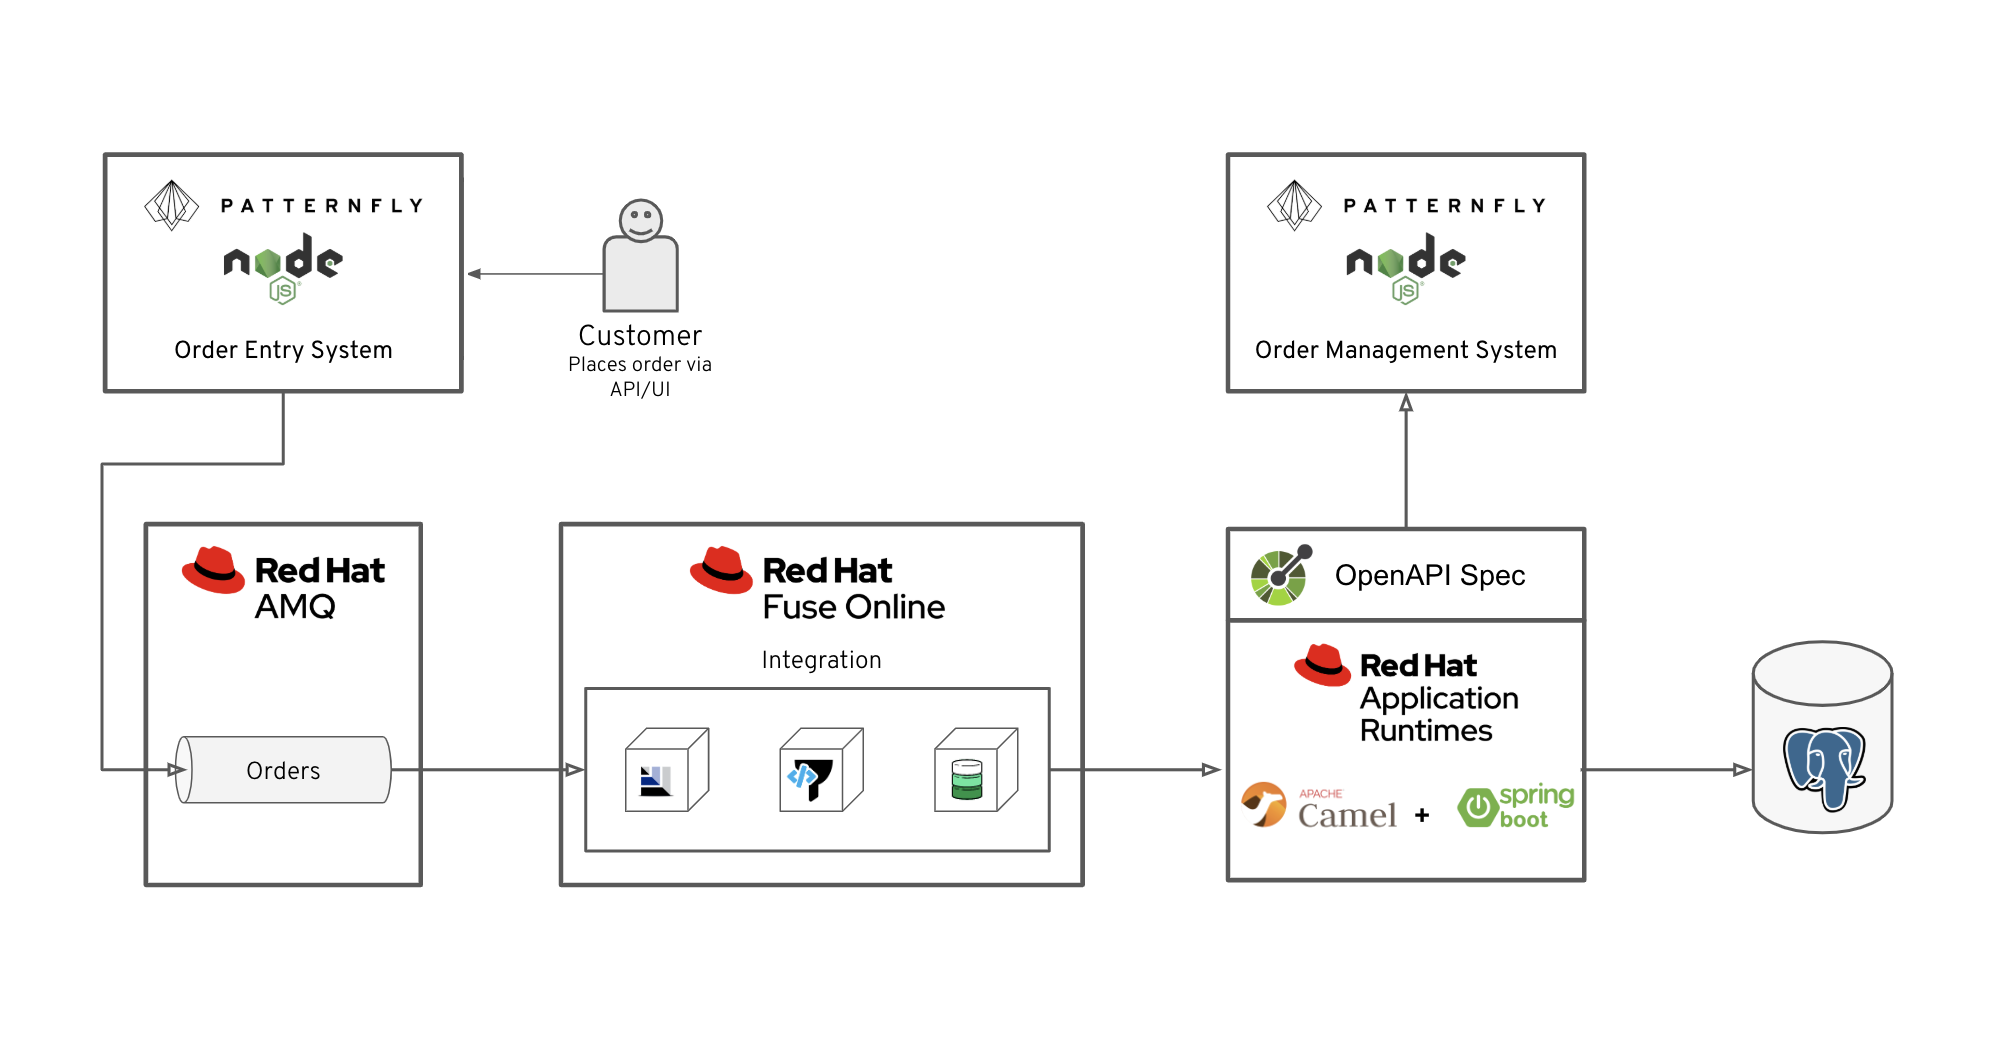 PATTERNFLY
node
JS
Order Entry System
Customer
Places order via
API/UI
PATTERNFLY
node
JS
Order Management System
Red Hat
AMQ
Orders
Red Hat
Fuse Online
Integration
</>
OpenAPI Spec
Red Hat
Application
Runtimes
APACHE
Camel
+
spring
boot